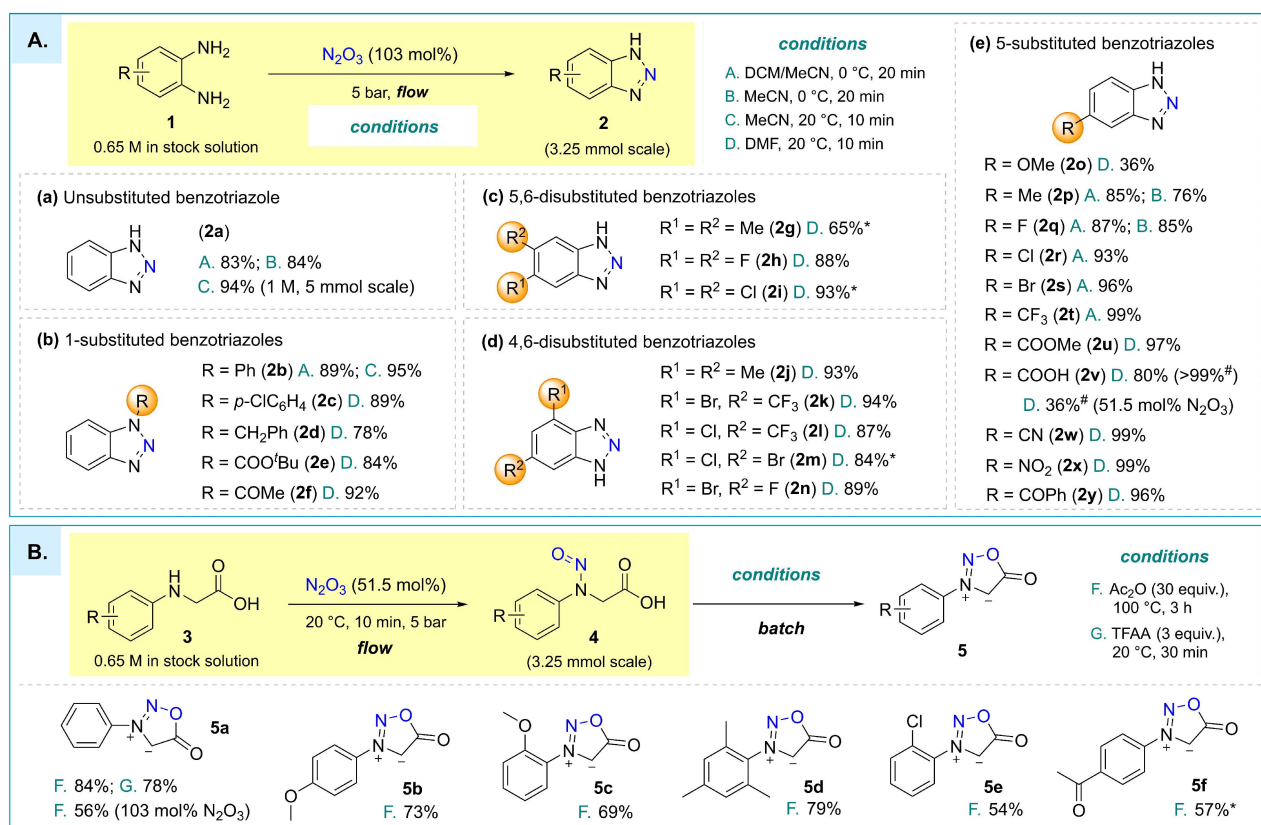 A.
R
NH2
NH2
1
0.65 M in stock solution
N2O3 (103 mol%)
5 bar, flow
conditions
R
H
N
N
N
2
(3.25 mmol scale)
conditions
A. DCM/MeCN, 0 °C, 20 min
B. MeCN, 0 °C, 20 min
C. MeCN, 20 °C, 10 min
D. DMF, 20 °C, 10 min
(a) Unsubstituted benzotriazole
H
N
N
N
(2a)
A. 83%; B. 84%
C. 94% (1 M, 5 mmol scale)
(b) 1-substituted benzotriazoles
R
N
N
N
R = Ph (2b) A. 89%; C. 95%
R = p-ClC6H4 (2c) D. 89%
R = CH2Ph (2d) D. 78%
R = COOtBu (2e) D. 84%
R = COMe (2f) D. 92%
(c) 5,6-disubstituted benzotriazoles
R2
R1
H
N
N
N
R1 = R2 = Me (2g) D. 65%*
R1 = R2 = F (2h) D. 88%
R1 = R2 = Cl (2i) D. 93%*
(d) 4,6-disubstituted benzotriazoles
R1
R2
N
N
N
H
R1 = R2 = Me (2j) D. 93%
R1 = Br, R2 = CF3 (2k) D. 94%
R1 = Cl, R2 = CF3 (2l) D. 87%
R1 = Cl, R2 = Br (2m) D. 84%*
R1 = Br, R2 = F (2n) D. 89%
(e) 5-substituted benzotriazoles
R
H
N
N
N
R = OMe (2o) D. 36%
R = Me (2p) A. 85%; B. 76%
R = F (2q) A. 87%; B. 85%
R = Cl (2r) A. 93%
R = Br (2s) A. 96%
R = CF3 (2t) A. 99%
R = COOMe (2u) D. 97%
R = COOH (2v) D. 80% (>99%#)
D. 36%# (51.5 mol% N2O3)
R = CN (2w) D. 99%
R = NO2 (2x) D. 99%
R = COPh (2y) D. 96%
B.
R
H
N
O
OH
3
0.65 M in stock solution
N2O3 (51.5 mol%)
20 °C, 10 min, 5 bar
flow
R
O
N
N
O
OH
4
(3.25 mmol scale)
conditions
batch
R
N
O
N
+
−
O
5
conditions
F. Ac2O (30 equiv.),
100 °C, 3 h
G. TFAA (3 equiv.),
20 °C, 30 min
N
O
N
+
−
O
5a
F. 84%; G. 78%
F. 56% (103 mol% N2O3)
N
O
N
+
−
O
O
5b
F. 73%
O
N
O
N
+
−
O
5c
F. 69%
N
O
N
+
−
O
5d
F. 79%
Cl
N
O
N
+
−
O
5e
F. 54%
N
O
N
+
−
O
O
5f
F. 57%*